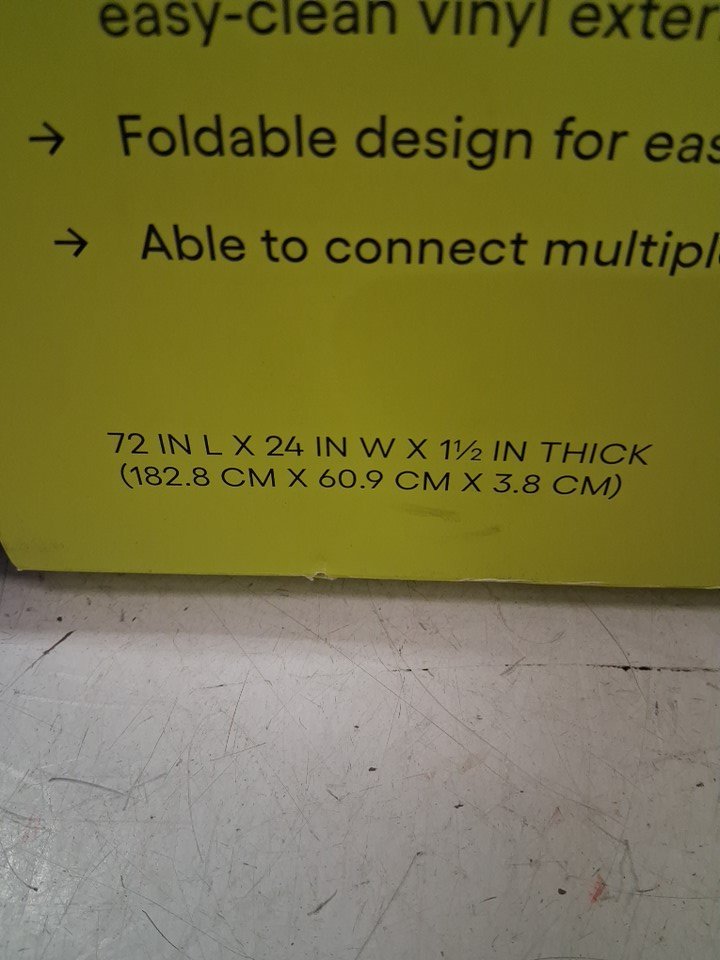 easy-clean vinyl exter
→ Foldable design for eas
→ Able to connect multipl
72 IN L X 24 IN W X 1½ IN THICK
(182.8 CM X 60.9 CM X 3.8 CM)